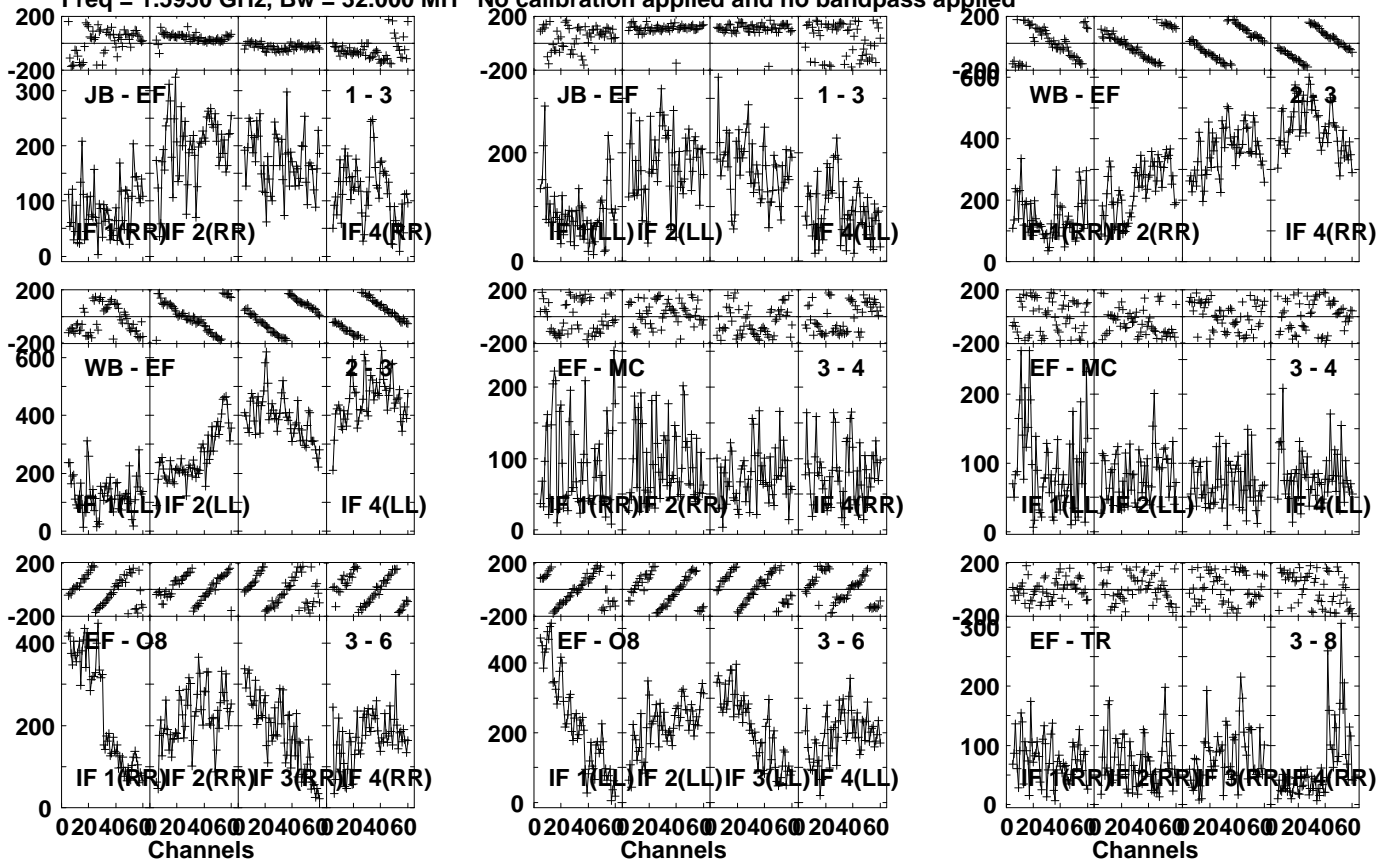 Freq = 1.5950 GHz, Bw = 32.000 MH No calibration applied and no bandpass applied
200
-200
300
200
100
0
JB - EF
1 - 3
IF 1(RR)
IF 2(RR)
IF 4(RR)
200
-200
200
0
JB - EF
1 - 3
IF 1(LL)
IF 2(LL)
IF 4(LL)
200
-200
600
400
200
0
WB - EF
2 - 3
IF 1(RR)
IF 2(RR)
IF 4(RR)
200
-200
600
400
200
0
WB - EF
2 - 3
IF 1(LL)
IF 2(LL)
IF 4(LL)
200
-200
200
100
0
EF - MC
3 - 4
IF 1(RR)
IF 2(RR)
IF 4(RR)
200
-200
200
100
0
EF - MC
3 - 4
IF 1(LL)
IF 2(LL)
IF 4(LL)
200
-200
400
200
0
EF - O8
3 - 6
IF 1(RR)
IF 2(RR)
IF 3(RR)
IF 4(RR)
0 20 40 60 0 20 40 60 0 20 40 60 0 20 40 60
Channels
200
-200
400
200
0
EF - O8
3 - 6
IF 1(LL)
IF 2(LL)
IF 3(LL)
IF 4(LL)
0 20 40 60 0 20 40 60 0 20 40 60 0 20 40 60
Channels
200
-200
300
200
100
0
EF - TR
3 - 8
IF 1(RR)
IF 2(RR)
IF 3(RR)
IF 4(RR)
0 20 40 60 0 20 40 60 0 20 40 60 0 20 40 60
Channels